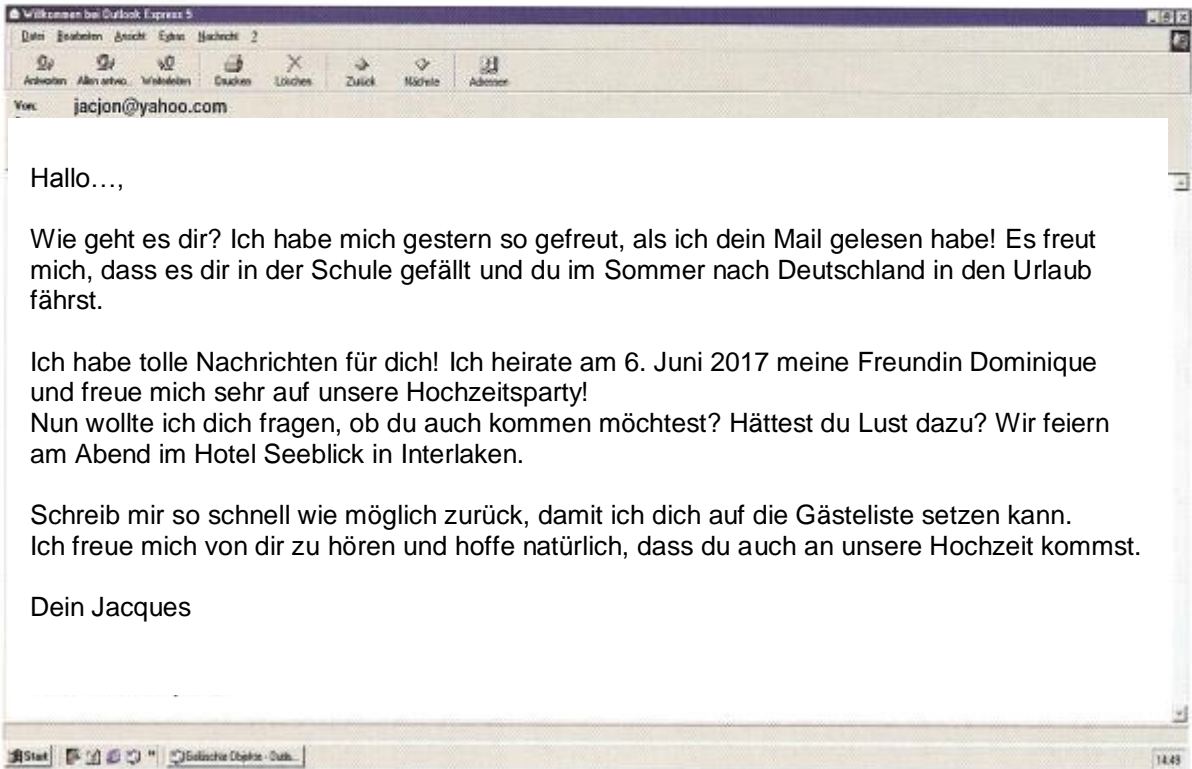 Willkommen bei Outlook Express 5
Datei Bearbeiten Ansicht Extras Nachricht ?
Antworten Allen antwo... Weiterleiten Drucken Löschen Zurück Nächste Adressen
Von: jacjon@yahoo.com
Hallo…,
Wie geht es dir? Ich habe mich gestern so gefreut, als ich dein Mail gelesen habe! Es freut
mich, dass es dir in der Schule gefällt und du im Sommer nach Deutschland in den Urlaub
fährst.
Ich habe tolle Nachrichten für dich! Ich heirate am 6. Juni 2017 meine Freundin Dominique
und freue mich sehr auf unsere Hochzeitsparty!
Nun wollte ich dich fragen, ob du auch kommen möchtest? Hättest du Lust dazu? Wir feiern
am Abend im Hotel Seeblick in Interlaken.
Schreib mir so schnell wie möglich zurück, damit ich dich auf die Gästeliste setzen kann.
Ich freue mich von dir zu hören und hoffe natürlich, dass du auch an unsere Hochzeit kommst.
Dein Jacques
Start Gelöschte Objekte - Outlo... 14:49